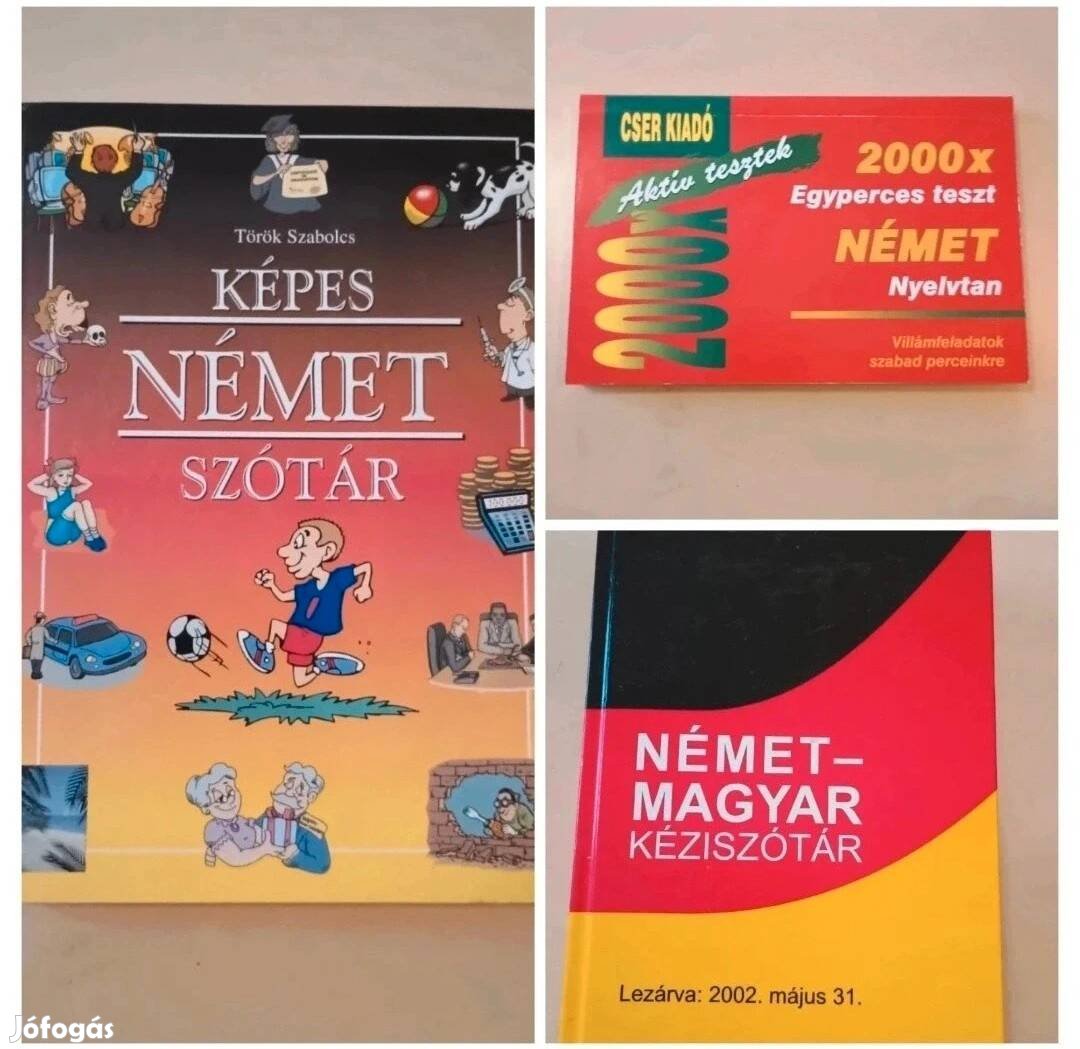 Török Szabolcs
KÉPES
NÉMET
SZÓTÁR
CSER KIADÓ
Aktív tesztek
2000x
2000x
Egyperces teszt
NÉMET
Nyelvtan
Villámfeladatok
szabad perceinkre
NÉMET–
MAGYAR
KÉZISZÓTÁR
Lezárva: 2002. május 31.
Jófogás